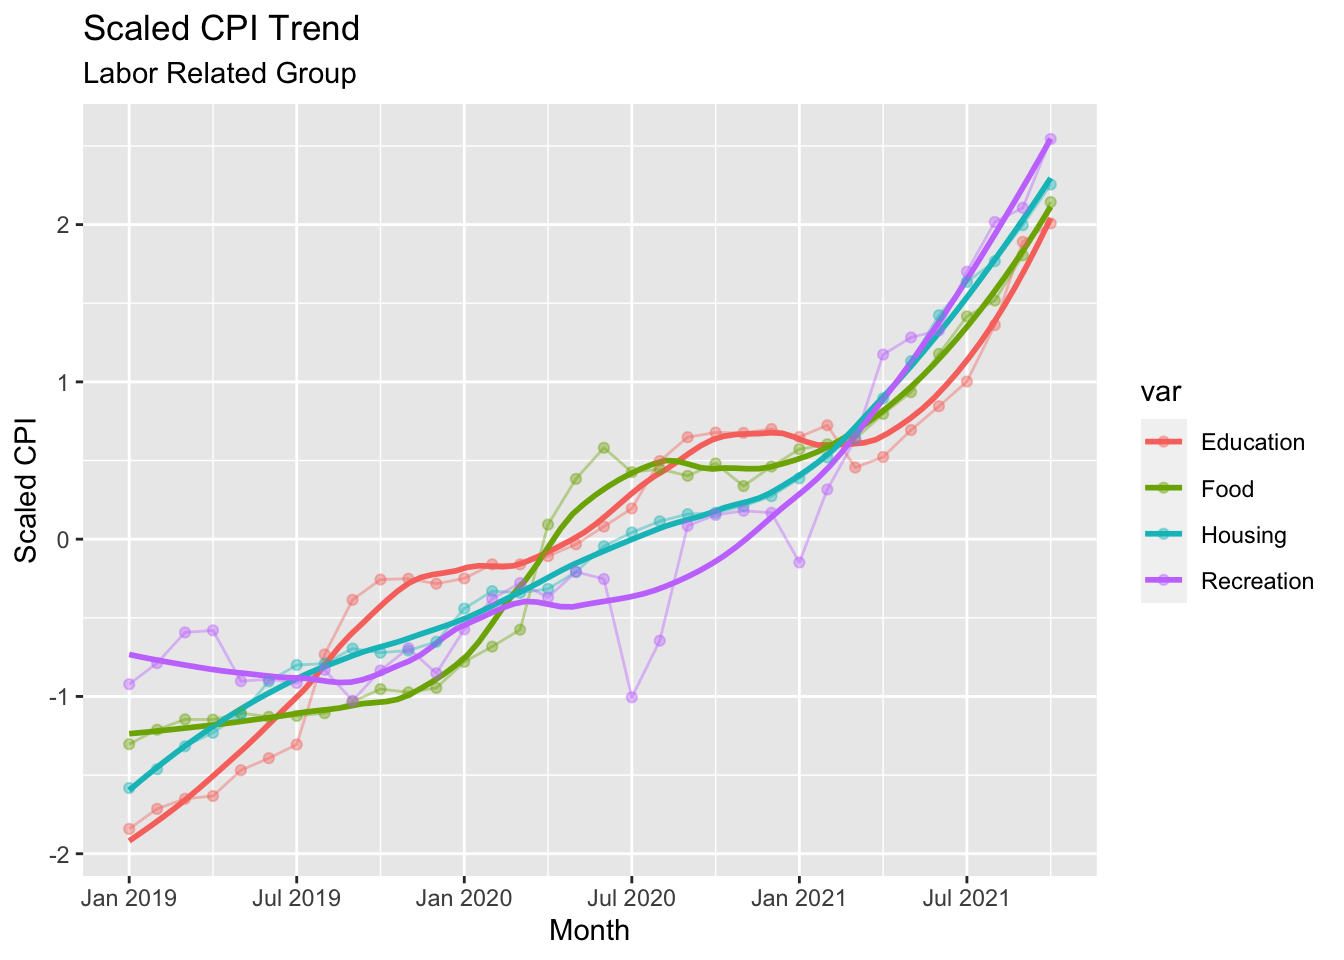 Scaled CPI Trend
Labor Related Group
Scaled CPI
2
1
0
-1
-2
Jan 2019 Jul 2019 Jan 2020 Jul 2020 Jan 2021 Jul 2021
Month
var
Education
Food
Housing
Recreation